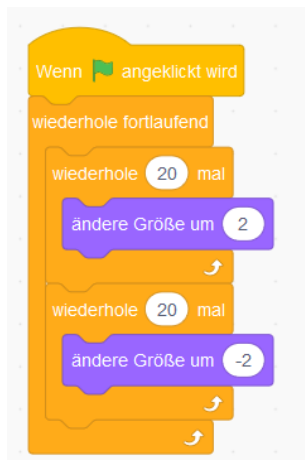 Wenn angeklickt wird
wiederhole fortlaufend
wiederhole 20 mal
ändere Größe um 2
wiederhole 20 mal
ändere Größe um -2